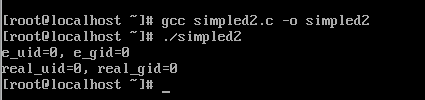 [root@localhost ~]# gcc simpled2.c -o simpled2
[root@localhost ~]# ./simpled2
e_uid=0, e_gid=0
real_uid=0, real_gid=0
[root@localhost ~]# _